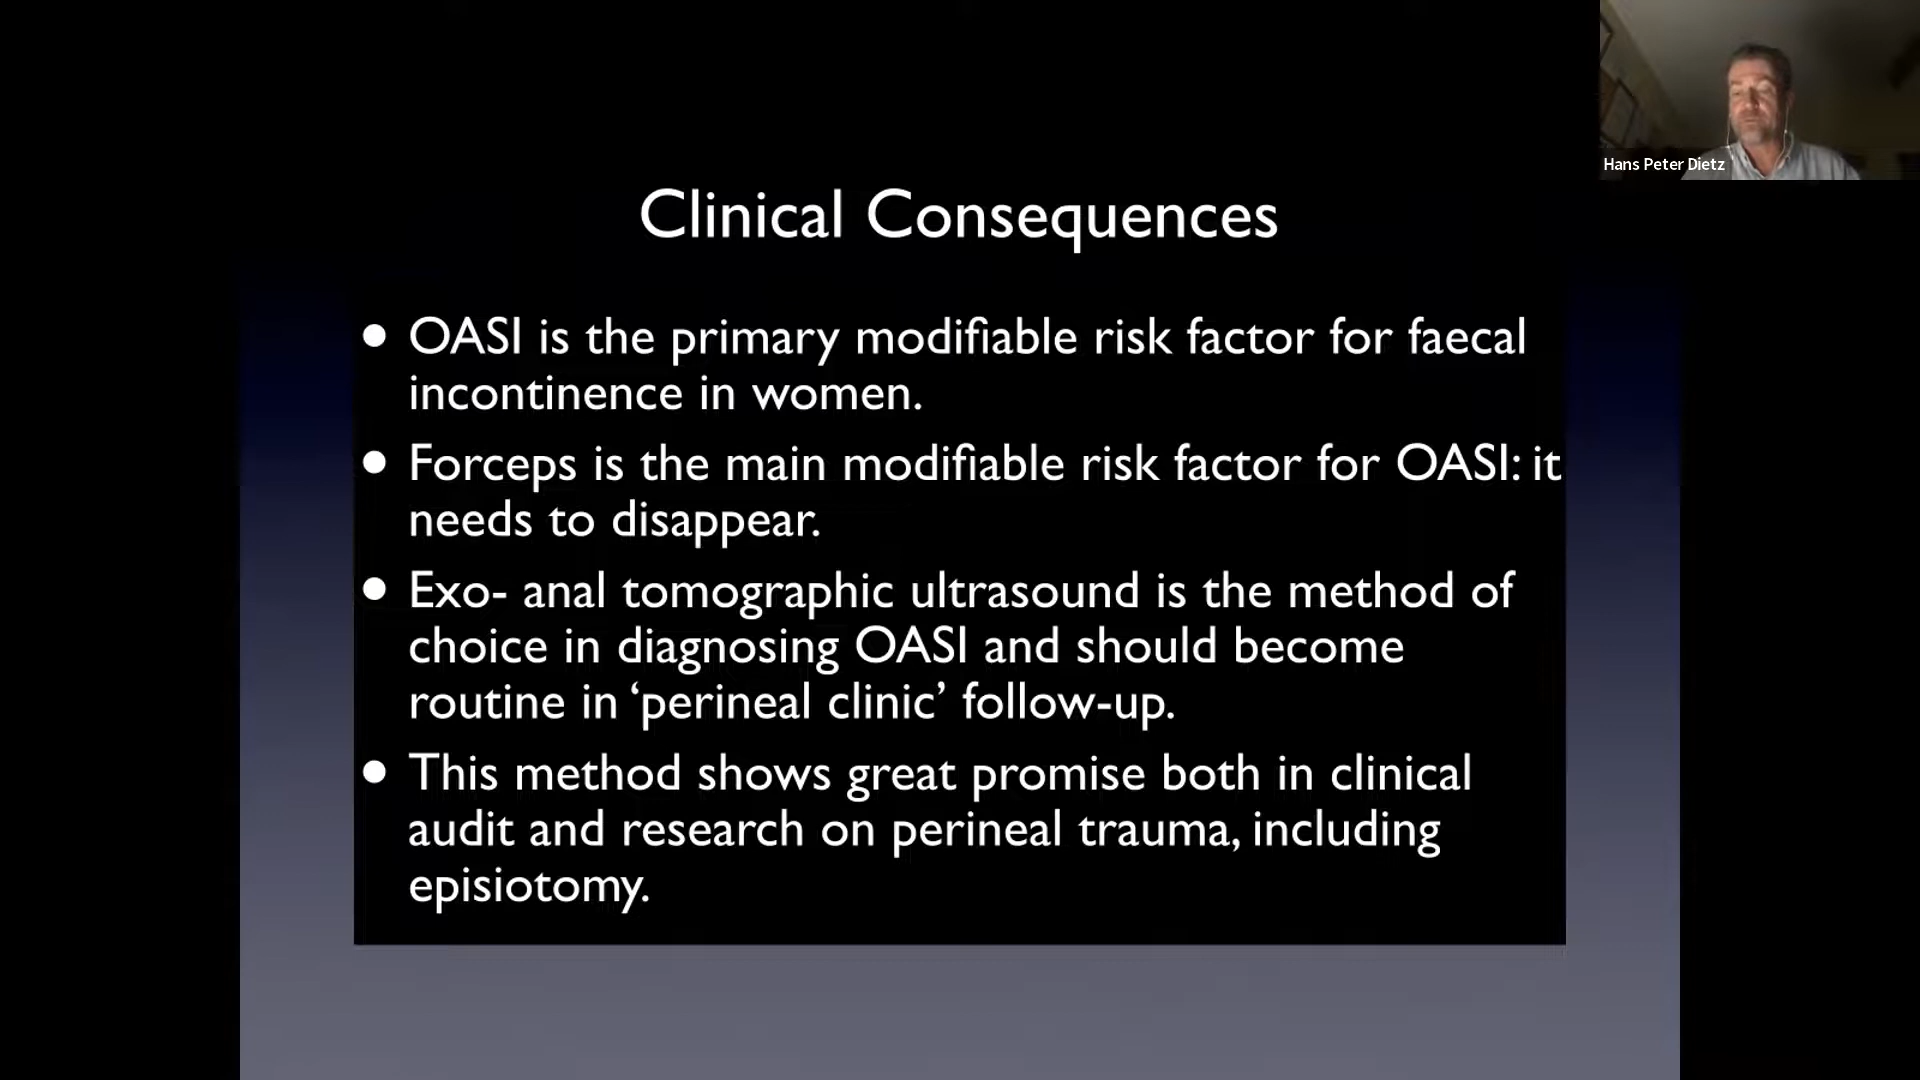 Hans Peter Dietz
Clinical Consequences
• OASI is the primary modifiable risk factor for faecal
incontinence in women.
• Forceps is the main modifiable risk factor for OASI: it
needs to disappear.
• Exo- anal tomographic ultrasound is the method of
choice in diagnosing OASI and should become
routine in ‘perineal clinic’ follow-up.
• This method shows great promise both in clinical
audit and research on perineal trauma, including
episiotomy.